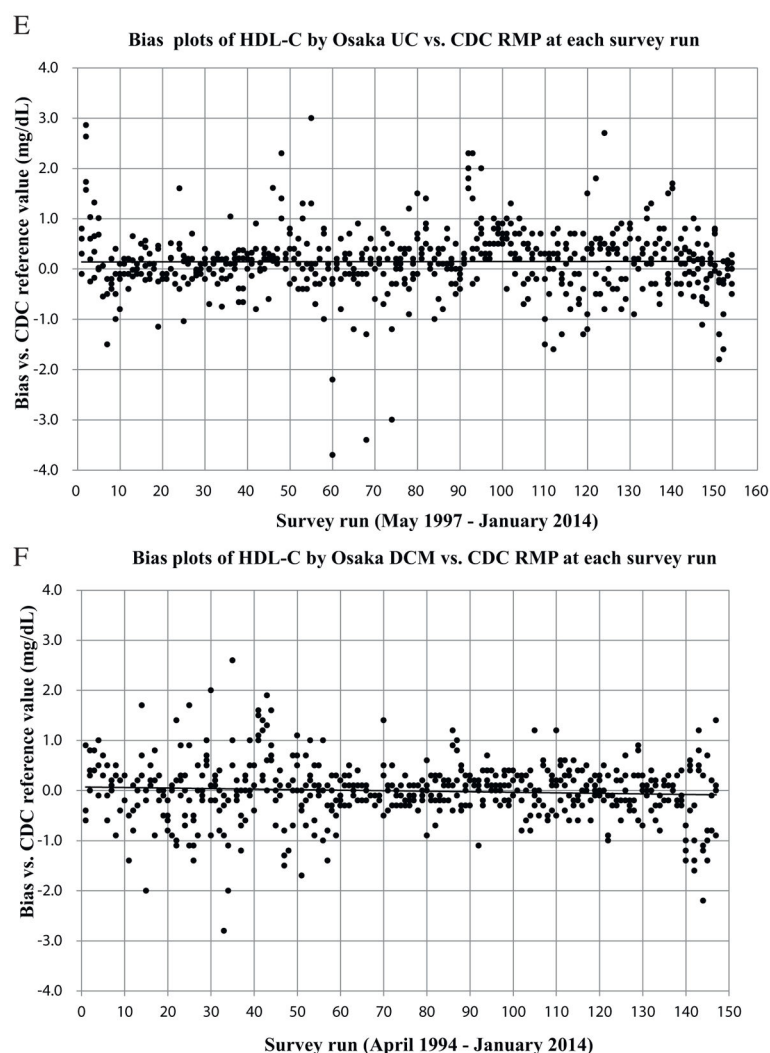 E
Bias plots of HDL-C by Osaka UC vs. CDC RMP at each survey run
Bias vs. CDC reference value (mg/dL)
4.0
3.0
2.0
1.0
0.0
-1.0
-2.0
-3.0
-4.0
0 10 20 30 40 50 60 70 80 90 100 110 120 130 140 150 160
Survey run (May 1997 - January 2014)
F
Bias plots of HDL-C by Osaka DCM vs. CDC RMP at each survey run
Bias vs. CDC reference value (mg/dL)
4.0
3.0
2.0
1.0
0.0
-1.0
-2.0
-3.0
-4.0
0 10 20 30 40 50 60 70 80 90 100 110 120 130 140 150
Survey run (April 1994 - January 2014)